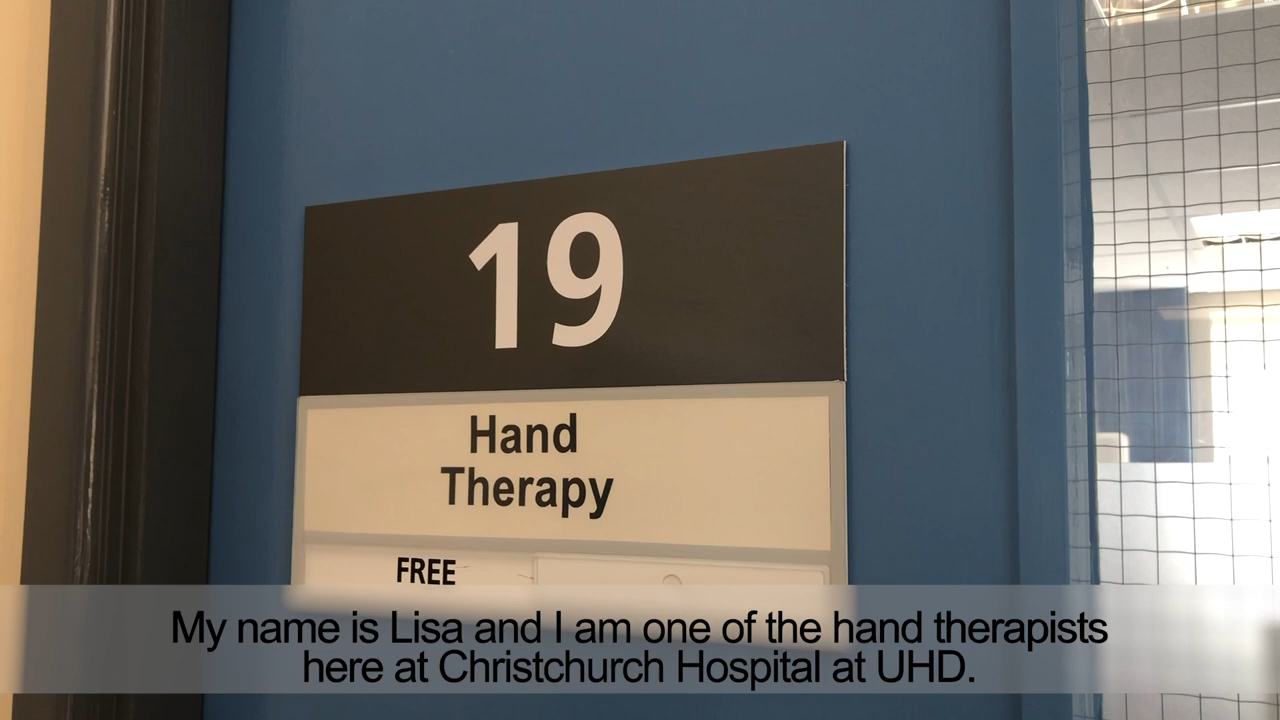 19
Hand
Therapy
FREE
My name is Lisa and I am one of the hand therapists
here at Christchurch Hospital at UHD.